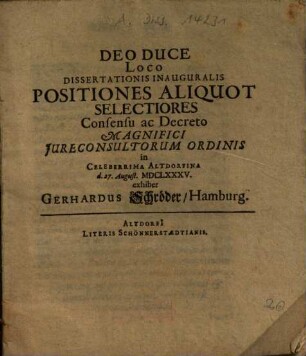 DEO DUCE
LOCO
DISSERTATIONIS INAUGURALIS
POSITIONES ALIQUOT
SELECTIORES
Consensu ac Decreto
MAGNIFICI
JURECONSULTORUM ORDINIS
in
CELEBERRIMA ALTDORFINA
d. 27. August. MDCLXXXV.
exhibet
GERHARDUS Schröder/Hamburg.
ALTDORFI
LITERIS SCHÖNNERSTÆDTIANIS.